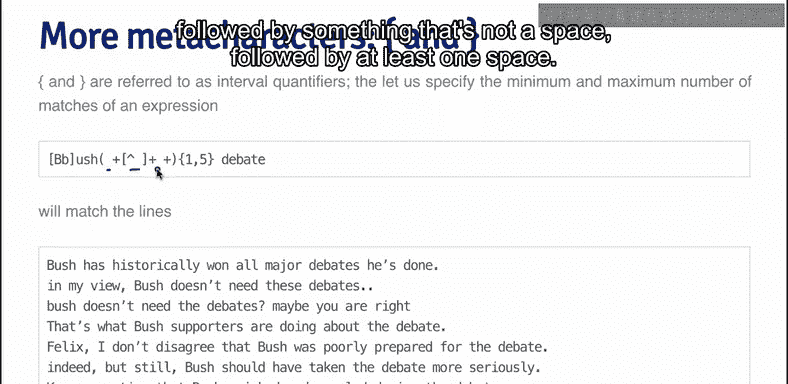 More metacharacters: { and }
followed by something that's not a space,
followed by at least one space.
{ and } are referred to as interval quantifiers; the let us specify the minimum and maximum number of
matches of an expression
[Bb]ush( +[^ ]+ +){1,5} debate
will match the lines
Bush has historically won all major debates he's done.
in my view, Bush doesn't need these debates..
bush doesn't need the debates? maybe you are right
That's what Bush supporters are doing about the debate.
Felix, I don't disagree that Bush was poorly prepared for the debate.
indeed, but still, Bush should have taken the debate more seriously.